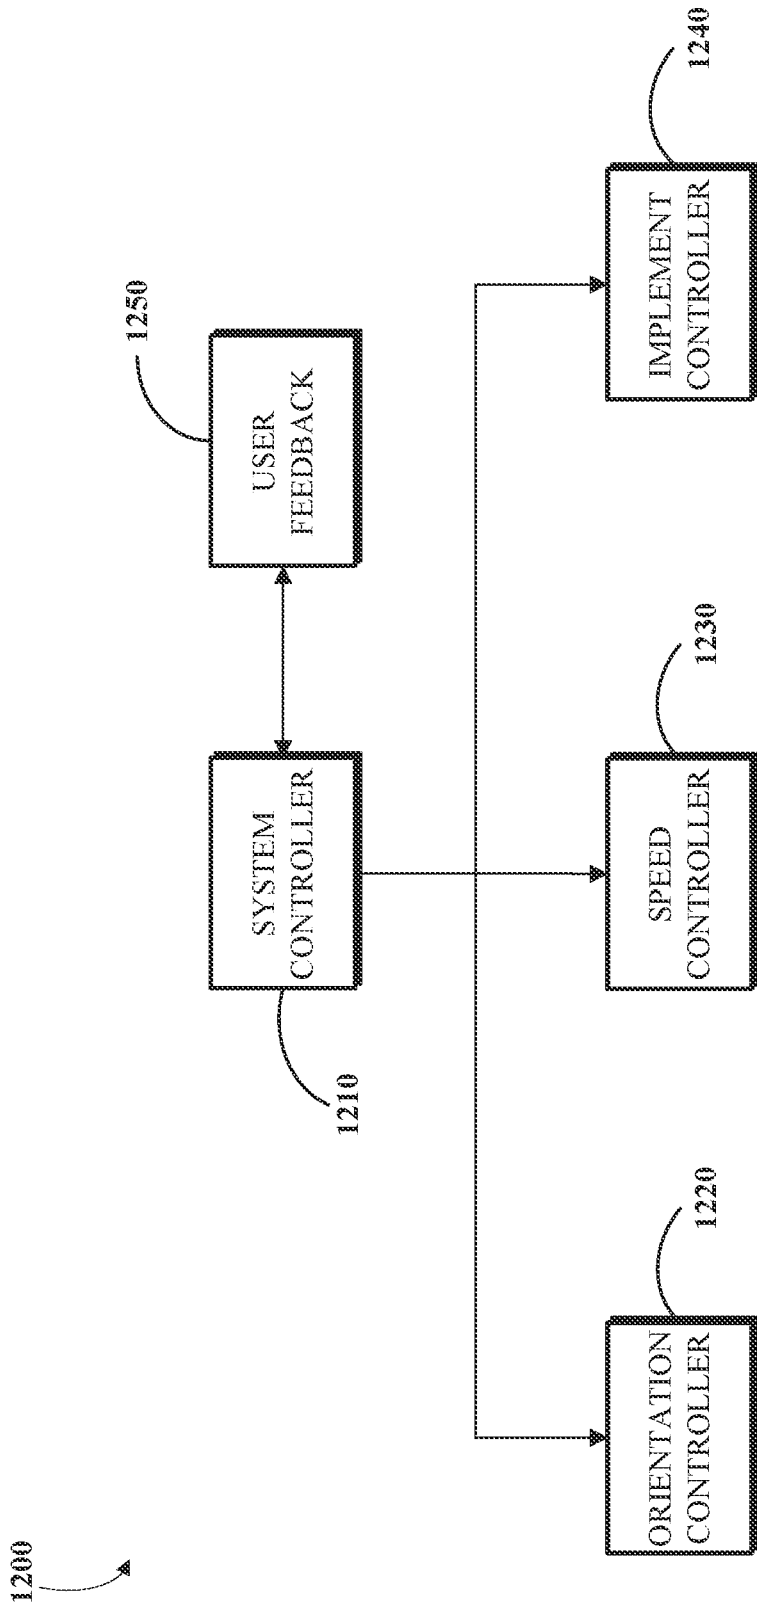 1200
1250
USER
FEEDBACK
SYSTEM
CONTROLLER
1210
ORIENTATION
CONTROLLER
1220
SPEED
CONTROLLER
1230
IMPLEMENT
CONTROLLER
1240